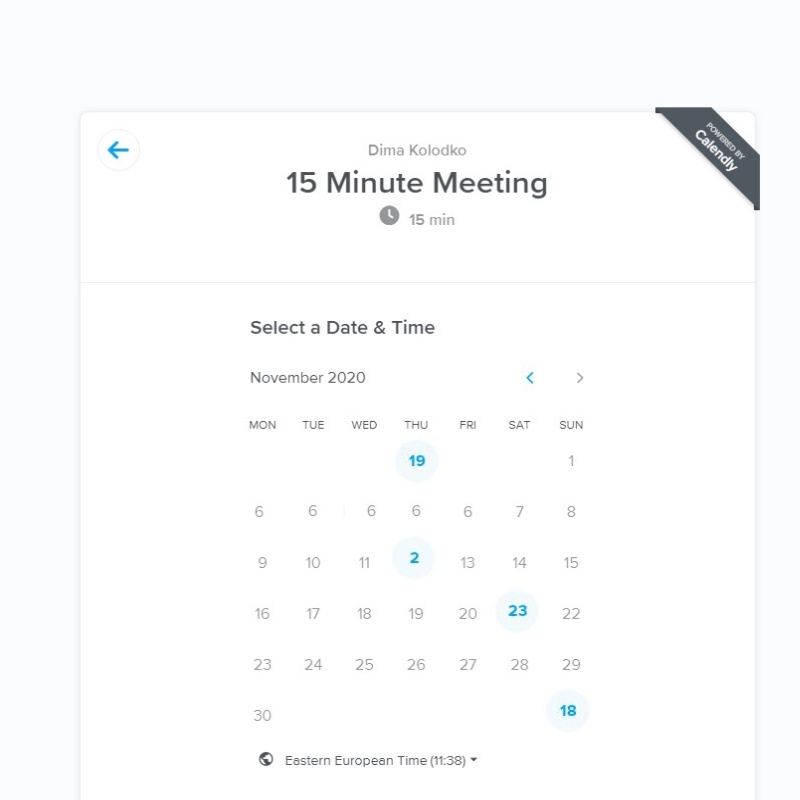 POWERED BY
Calendly
Dima Kolodko
15 Minute Meeting
15 min
Select a Date & Time
November 2020
MON TUE WED THU FRI SAT SUN
19 1
6 6 6 6 6 7 8
9 10 11 2 13 14 15
16 17 18 19 20 23 22
23 24 25 26 27 28 29
30 18
Eastern European Time (11:38)